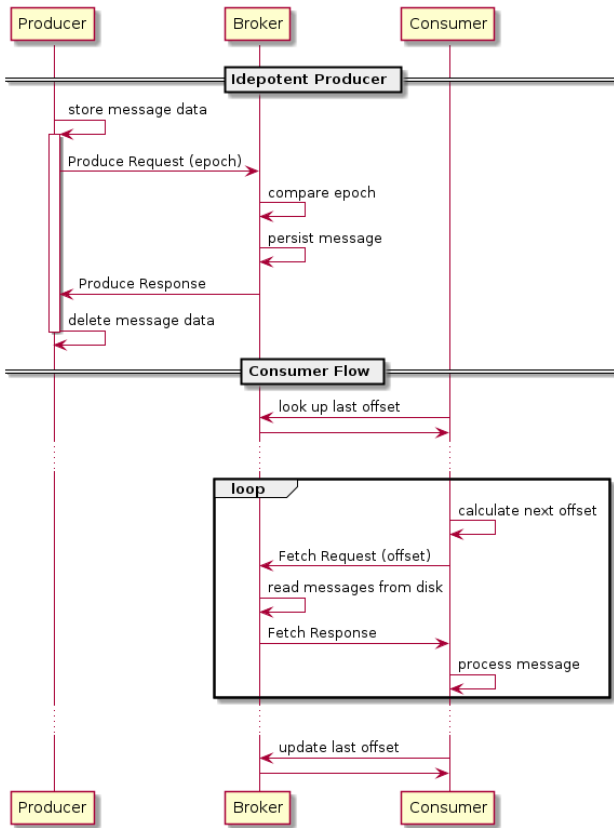 Producer Broker Consumer
Idepotent Producer
store message data
Produce Request (epoch)
compare epoch
persist message
Produce Response
delete message data
Consumer Flow
look up last offset
loop
calculate next offset
Fetch Request (offset)
read messages from disk
Fetch Response
process message
update last offset
Producer Broker Consumer